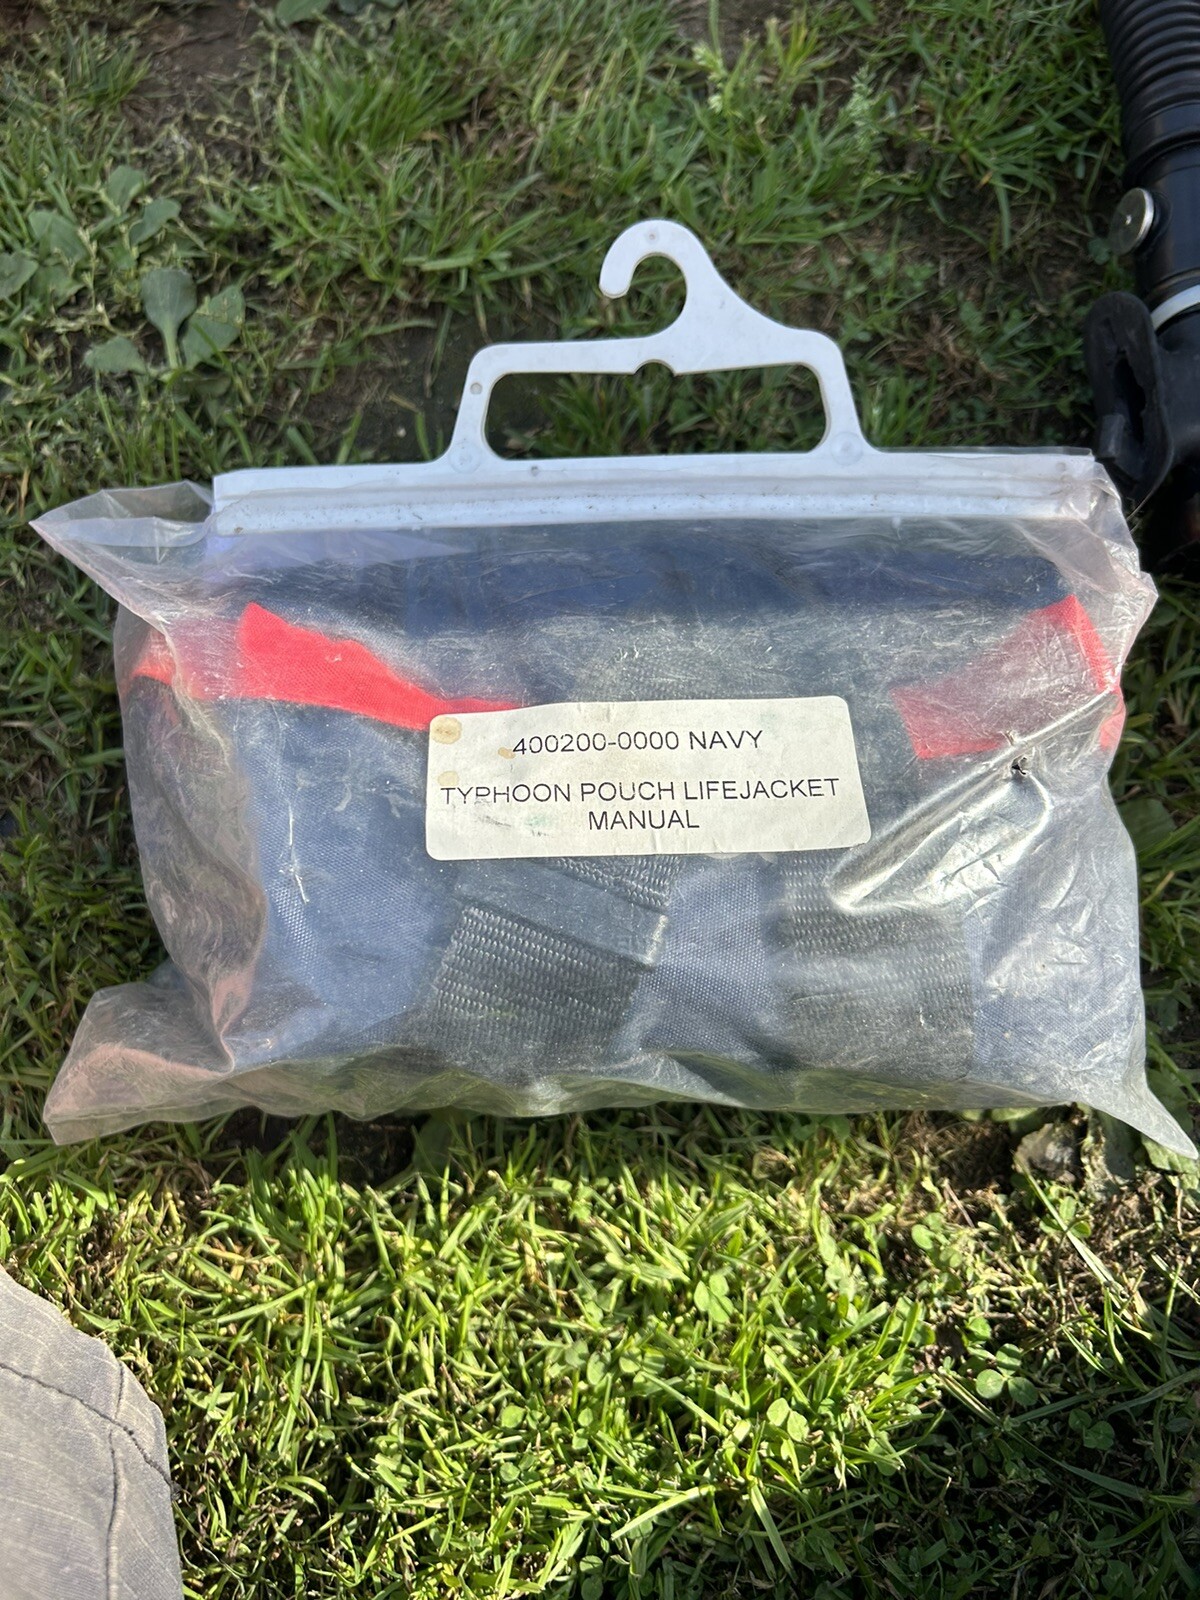 400200-0000 NAVY
TYPHOON POUCH LIFEJACKET
MANUAL